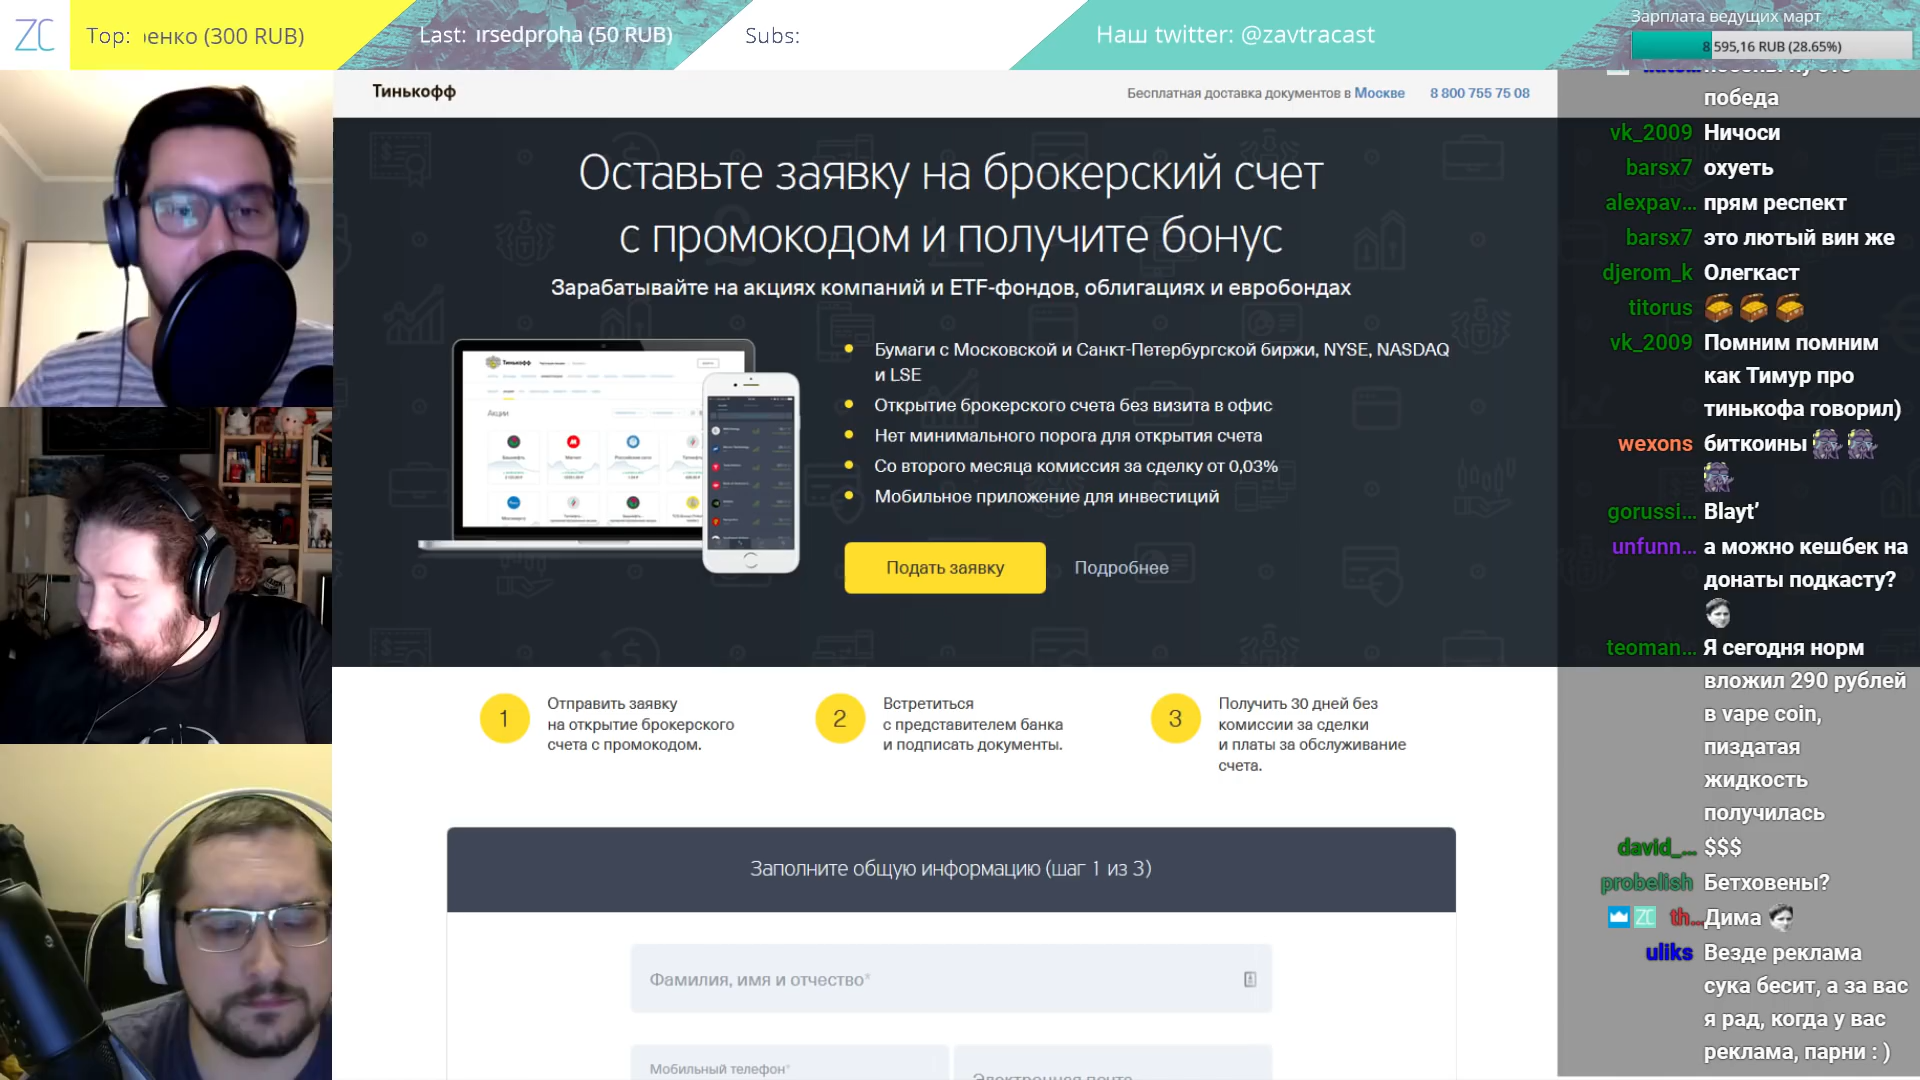 ZC
Top: ренко (300 RUB)
Last: ırsedproha (50 RUB)
Subs:
Наш twitter: @zavtracast
Зарплата ведущих март
8 595,16 RUB (28.65%)
Тинькофф
Бесплатная доставка документов в Москве
8 800 755 75 08
Оставьте заявку на брокерский счет
с промокодом и получите бонус
Зарабатывайте на акциях компаний и ETF-фондов, облигациях и евробондах
Бумаги с Московской и Санкт-Петербургской биржи, NYSE, NASDAQ
и LSE
Открытие брокерского счета без визита в офис
Нет минимального порога для открытия счета
Со второго месяца комиссия за сделку от 0,03%
Мобильное приложение для инвестиций
Подать заявку
Подробнее
Тинькофф
Акции
1
Отправить заявку
на открытие брокерского
счета с промокодом.
2
Встретиться
с представителем банка
и подписать документы.
3
Получить 30 дней без
комиссии за сделки
и платы за обслуживание
счета.
Заполните общую информацию (шаг 1 из 3)
Фамилия, имя и отчество*
Мобильный телефон*
Электронная почта
победа
vk_2009 Ничоси
barsx7 охуеть
alexpav... прям респект
barsx7 это лютый вин же
djerom_k Олегкаст
titorus
vk_2009 Помним помним
как Тимур про
тинькофа говорил)
wexons биткоины
gorussi... Blayt’
unfunn... а можно кешбек на
донаты подкасту?
teoman... Я сегодня норм
вложил 290 рублей
в vape coin,
пиздатая
жидкость
получилась
david_... $$$
probelish Бетховены?
ZC th... Дима
uliks Везде реклама
сука бесит, а за вас
я рад, когда у вас
реклама, парни : )